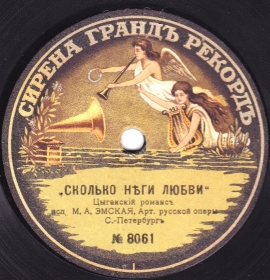 СИРЕНА ГРАНДЪ РЕКОРДЪ
„СКОЛЬКО НѢГИ ЛЮБВИ“
Цыганскій романсъ
исп. М. А. ЭМСКАЯ, Арт. русской оперы
С.-Петербургъ
№ 8061